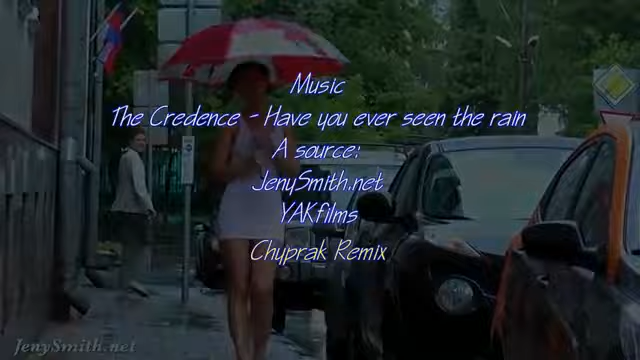 Music
The Credence - Have you ever seen the rain
A source:
JenySmith.net
YAKfilms
Chyprak Remix
JenySmith.net